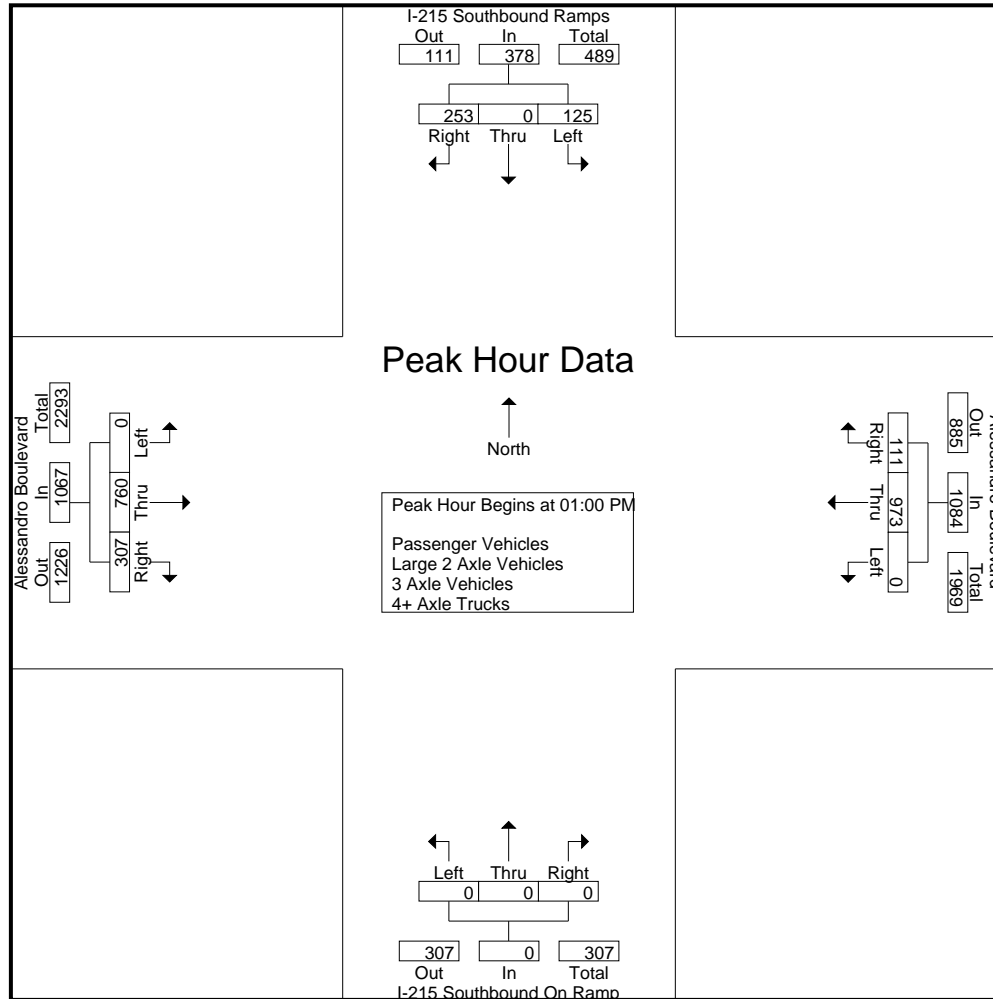 I-215 Southbound Ramps
Out In Total
111 378 489
253 0 125
Right Thru Left
Peak Hour Data
North
Peak Hour Begins at 01:00 PM
Passenger Vehicles
Large 2 Axle Vehicles
3 Axle Vehicles
4+ Axle Trucks
Alessandro Boulevard
Out In Total
1226 1067 2293
307 760 0
Right Thru Left
Out In Total
885 1084 1969
111 973 0
Right Thru Left
Left Thru Right
0 0 0
307 0 307
Out In Total
I-215 Southbound On Ramp